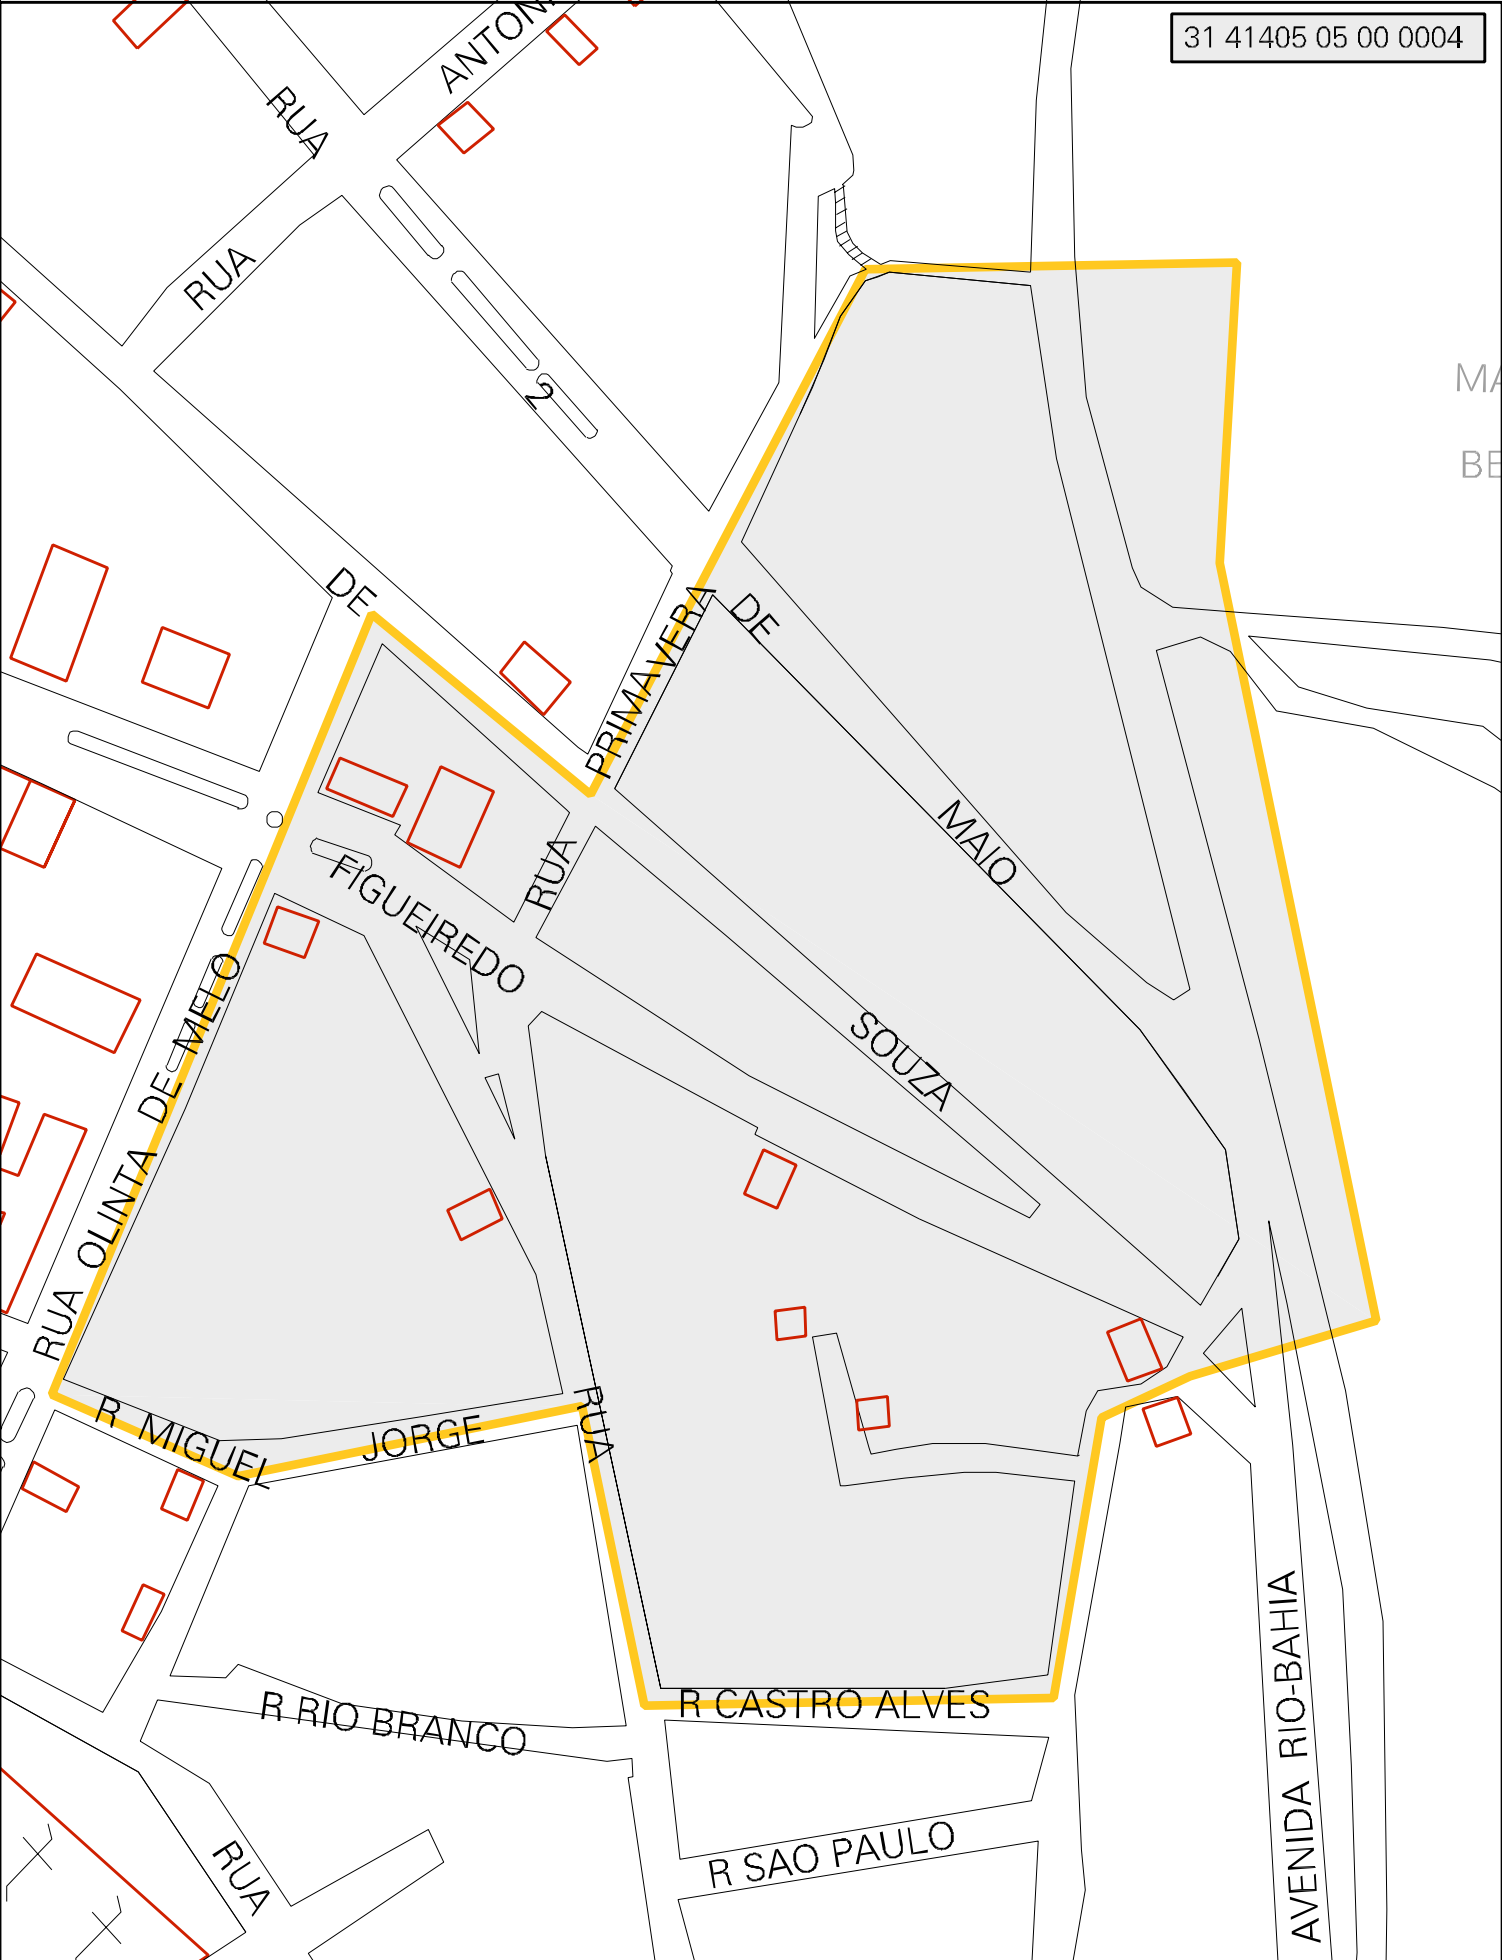 31 41405 05 00 0004
RUA
RUA
2
DE
PRIMAVERA
DE
MAIO
RUA
FIGUEIREDO
SOUZA
RUA OLINTA DE MELO
R MIGUEL
JORGE
RUA
R CASTRO ALVES
R RIO BRANCO
R SAO PAULO
AVENIDA RIO-BAHIA
RUA